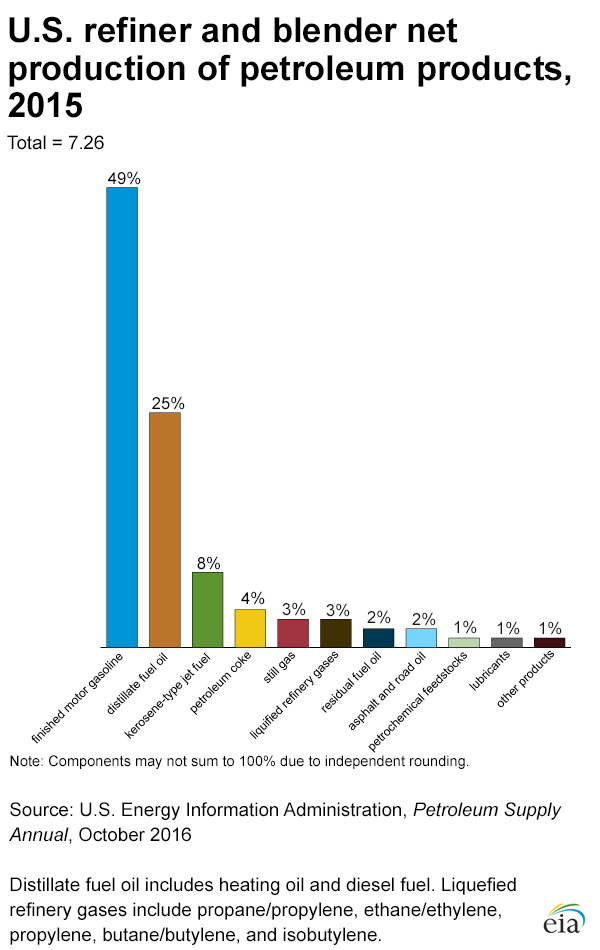 U.S. refiner and blender net
production of petroleum products,
2015
Total = 7.26
49%
25%
8%
4%
3%
3%
2%
2%
1%
1%
1%
finished motor gasoline
distillate fuel oil
kerosene-type jet fuel
petroleum coke
still gas
liquified refinery gases
residual fuel oil
asphalt and road oil
petrochemical feedstocks
lubricants
other products
Note: Components may not sum to 100% due to independent rounding.
Source: U.S. Energy Information Administration, Petroleum Supply
Annual, October 2016
Distillate fuel oil includes heating oil and diesel fuel. Liquefied
refinery gases include propane/propylene, ethane/ethylene,
propylene, butane/butylene, and isobutylene.
eia